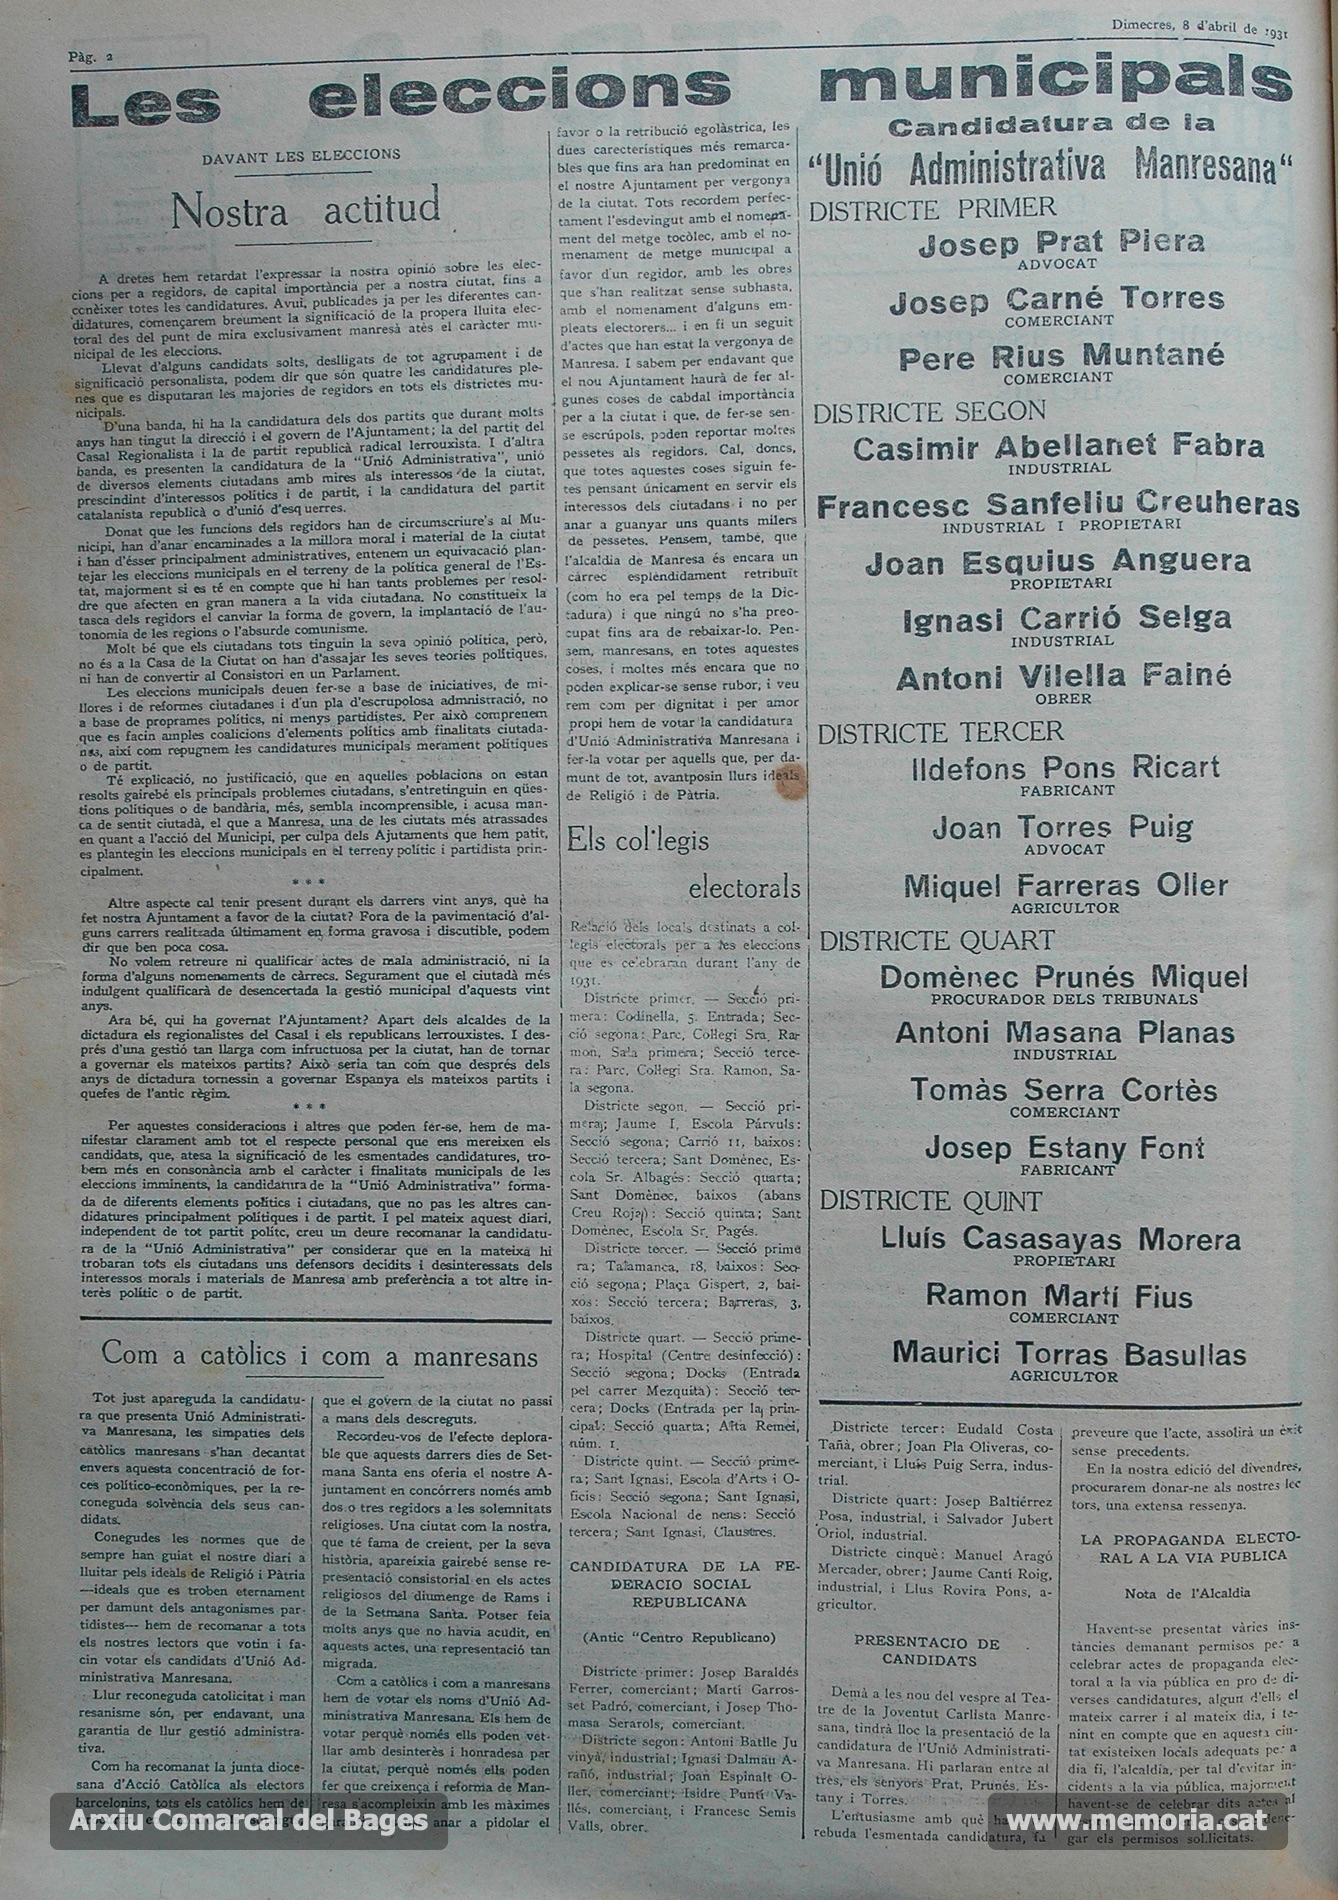 Pàg. 2
Dimecres, 8 d'abril de 1931
Les eleccions municipals
DAVANT LES ELECCIONS
Nostra actitud
A dretes hem retardat l'expressar la nostra opinió sobre les elec-
cions per a regidors, de capital importància per a nostra ciutat, fins a
conèixer totes les candidatures. Avui, publicades ja per les diferentes can-
didatures, començarem breument la significació de la propera lluita elec-
toral des del punt de mira exclusivament manresà atès el caràcter mu-
nicipal de les eleccions.
Llevat d'alguns candidats solts, deslligats de tot agrupament i de
significació personalista, podem dir que són quatre les candidatures ple-
nes que es disputaran les majories de regidors en tots els districtes mu-
nicipals.
D'una banda, hi ha la candidatura dels dos partits que durant molts
anys han tingut la direcció i el govern de l'Ajuntament; la del partit del
Casal Regionalista i la de partit republicà radical lerrouxista. I d'altra
banda, es presenten la candidatura de la "Unió Administrativa", unió
de diversos elements ciutadans amb mires als interessos de la ciutat,
prescindint d'interessos polítics i de partit, i la candidatura del partit
catalanista republicà o d'unió d'esquerres.
Donat que les funcions dels regidors han de circumscriure's al Mu-
nicipi, han d'anar encaminades a la millora moral i material de la ciutat
i han d'ésser principalment administratives, entenem un equivacació plan-
tejar les eleccions municipals en el terreny de la política general de l'Es-
tat, majorment si es té en compte que hi han tants problemes per resol-
dre que afecten en gran manera a la vida ciutadana. No constitueix la
tasca dels regidors el canviar la forma de govern, la implantació de l'au-
tonomia de les regions o l'absurde comunisme.
Molt bé que els ciutadans tots tinguin la seva opinió política, però,
no és a la Casa de la Ciutat on han d'assajar les seves teories polítiques,
ni han de convertir al Consistori en un Parlament.
Les eleccions municipals deuen fer-se a base de iniciatives, de mi-
llores i de reformes ciutadanes i d'un pla d'escrupolosa admnistració, no
a base de proprames polítics, ni menys partidistes. Per això comprenem
que es facin amples coalicions d'elements polítics amb finalitats ciutada-
nes, així com repugnem les candidatures municipals merament polítiques
o de partit.
Té explicació, no justificació, que en aquelles poblacions on estan
resolts gairebé els principals problemes ciutadans, s'entretinguin en qües-
tions polítiques o de bandària, més, sembla incomprensible, i acusa man-
ca de sentit ciutadà, el que a Manresa, una de les ciutats més atrassades
en quant a l'acció del Municipi, per culpa dels Ajutaments que hem patit,
es plantegin les eleccions municipals en el terreny polític i partidista prin-
cipalment.
* * *
Altre aspecte cal tenir present durant els darrers vint anys, què ha
fet nostra Ajuntament a favor de la ciutat? Fora de la pavimentació d'al-
guns carrers realitzada últimament en forma gravosa i discutible, podem
dir que ben poca cosa.
No volem retreure ni qualificar actes de mala administració, ni la
forma d'alguns nomenaments de càrrecs. Segurament que el ciutadà més
indulgent qualificarà de desencertada la gestió municipal d'aquests vint
anys.
Ara bé, qui ha governat l'Ajuntament? Apart dels alcaldes de la
dictadura els regionalistes del Casal i els republicans lerrouxistes. I des-
prés d'una gestió tan llarga com infructuosa per la ciutat, han de tornar
a governar els mateixos partits? Això seria tan com que després dels
anys de dictadura tornessin a governar Espanya els mateixos partits i
quefes de l'antic règim.
* * *
Per aquestes consideracions i altres que poden fer-se, hem de ma-
nifestar clarament amb tot el respecte personal que ens mereixen els
candidats, que, atesa la significació de les esmentades candidatures, tro-
bem més en consonància amb el caràcter i finalitats municipals de les
eleccions imminents, la candidatura de la "Unió Administrativa" forma-
da de diferents elements polítics i ciutadans, que no pas les altres can-
didatures principalment polítiques i de partit. I pel mateix aquest diari,
independent de tot partit polític, creu un deure recomanar la candidatu-
ra de la "Unió Administrativa" per considerar que en la mateixa hi
trobaran tots els ciutadans uns defensors decidits i desinteressats dels
interessos morals i materials de Manresa amb preferència a tot altre in-
terès polític o de partit.
Com a catòlics i com a manresans
Tot just apareguda la candidatu-
ra que presenta Unió Administrati-
va Manresana, les simpaties dels
catòlics manresans s'han decantat
envers aquesta concentració de for-
ces político-econòmiques, per la re-
coneguda solvència dels seus can-
didats.
Conegudes les normes que de
sempre han guiat el nostre diari a
lluitar pels ideals de Religió i Pàtria
—ideals que es troben eternament
per damunt dels antagonismes par-
tidistes— hem de recomanar a tots
els nostres lectors que votin i fa-
cin votar els candidats d'Unió Ad-
ministrativa Manresana.
Llur reconeguda catolicitat i man
resanisme són, per endavant, una
garantia de llur gestió administra-
tiva.
Com ha recomanat la junta dioce-
sana d'Acció Catòlica als electors
barcelonins, tots els catòlics hem de
que el govern de la ciutat no passi
a mans dels descreguts.
Recordeu-vos de l'efecte deplora-
ble que aquests darrers dies de Set-
mana Santa ens oferia el nostre A-
juntament en concórrers només amb
dos o tres regidors a les solemnitats
religioses. Una ciutat com la nostra,
que té fama de creient, per la seva
història, apareixia gairebé sense re-
presentació consistorial en els actes
religiosos del diumenge de Rams i
de la Setmana Santa. Potser feia
molts anys que no havia acudit, en
aquests actes, una representació tan
migrada.
Com a catòlics i com a manresans
hem de votar els noms d'Unió Ad-
ministrativa Manresana. Els hem de
votar perquè només ells poden vet-
llar amb desinterès i honradesa per
la ciutat, perquè només ells poden
fer que creixença i reforma de Man-
resa s'acompleixin amb les màximes
anar a pidolar el
favor o la retribució egolàstrica, les
dues carecterístiques més remarca-
bles que fins ara han predominat en
el nostre Ajuntament per vergonya
de la ciutat. Tots recordem perfec-
tament l'esdevingut amb el nomena-
ment del metge tocòlec, amb el no-
menament de metge municipal a
favor d'un regidor, amb les obres
que s'han realitzat sense subhasta,
amb el nomenament d'alguns em-
pleats electorers... i en fi un seguit
d'actes que han estat la vergonya de
Manresa. I sabem per endavant que
el nou Ajuntament haurà de fer al-
gunes coses de cabdal importància
per a la ciutat i que, de fer-se sen-
se escrúpols, poden reportar moltes
pessetes als regidors. Cal, doncs,
que totes aquestes coses siguin fe-
tes pensant únicament en servir els
interessos dels ciutadans i no per
anar a guanyar uns quants milers
de pessetes. Pensem, també, que
l'alcaldia de Manresa és encara un
càrrec esplèndidament retribuït
(com ho era pel temps de la Dic-
tadura) i que ningú no s'ha preo-
cupat fins ara de rebaixar-lo. Pen-
sem, manresans, en totes aquestes
coses, i moltes més encara que no
poden explicar-se sense rubor, i veu
rem com per dignitat i per amor
propi hem de votar la candidatura
d'Unió Administrativa Manresana i
fer-la votar per aquells que, per da-
munt de tot, avantposin llurs ideals
de Religió i de Pàtria.
Els col·legis
electorals
Relació dels locals destinats a col-
legis electorals per a les eleccions
que es celebraran durant l'any de
1931.
Districte primer. — Secció pri-
mera: Codinella, 5. Entrada; Sec-
ció segona: Parc, Collegi Sra. Ra-
mon, Sala primera; Secció terce-
ra: Parc, Collegi Sra. Ramon, Sa-
la segona.
Districte segon. — Secció pri-
mera; Jaume I, Escola Párvuls:
Secció segona; Carrió 11, baixos:
Secció tercera; Sant Domènec, Es-
cola Sr. Albagés: Secció quarta;
Sant Domènec, baixos (abans
Creu Roja): Secció quinta; Sant
Domènec, Escola Sr. Pagés.
Districte tercer. — Secció prime
ra; Talamanca, 18, baixos: Sec-
ció segona; Plaça Gispert, 2, bai-
xos: Secció tercera; Barreras, 3,
baixos.
Districte quart. — Secció prime-
ra; Hospital (Centre desinfecció):
Secció segona; Docks (Entrada
pel carrer Mezquita): Secció ter-
cera; Docks (Entrada per la prin-
cipal: Secció quarta; Alta Remei,
núm. 1.
Districte quint. — Secció prime-
ra; Sant Ignasi, Escola d'Arts i O-
ficis: Secció segona; Sant Ignasi,
Escola Nacional de nens: Secció
tercera; Sant Ignasi, Claustres.
CANDIDATURA DE LA FE-
DERACIO SOCIAL
REPUBLICANA
(Antic "Centro Republicano)
Districte primer: Josep Baraldés
Ferrer, comerciant; Martí Garros-
set Padró, comerciant, i Josep Tho-
masa Serarols, comerciant.
Districte segon: Antoni Batlle Ju
vinyà, industrial; Ignasi Dalmau A-
rañó, industrial; Joan Espinalt O-
ller, comerciant; Isidre Puntí Va-
llés, comerciant, i Francesc Semis
Valls, obrer.
Candidatura de la
"Unió Administrativa Manresana"
DISTRICTE PRIMER
Josep Prat Piera
ADVOCAT
Josep Carné Torres
COMERCIANT
Pere Rius Muntané
COMERCIANT
DISTRICTE SEGON
Casimir Abellanet Fabra
INDUSTRIAL
Francesc Sanfeliu Creuheras
INDUSTRIAL I PROPIETARI
Joan Esquius Anguera
PROPIETARI
Ignasi Carrió Selga
INDUSTRIAL
Antoni Vilella Fainé
OBRER
DISTRICTE TERCER
Ildefons Pons Ricart
FABRICANT
Joan Torres Puig
ADVOCAT
Miquel Farreras Oller
AGRICULTOR
DISTRICTE QUART
Domènec Prunés Miquel
PROCURADOR DELS TRIBUNALS
Antoni Masana Planas
INDUSTRIAL
Tomàs Serra Cortès
COMERCIANT
Josep Estany Font
FABRICANT
DISTRICTE QUINT
Lluís Casasayas Morera
PROPIETARI
Ramon Martí Fius
COMERCIANT
Maurici Torras Basullas
AGRICULTOR
Districte tercer: Eudald Costa
Tañà, obrer; Joan Pla Oliveras, co-
merciant, i Lluís Puig Serra, indus-
trial.
Districte quart: Josep Baltiérrez
Posa, industrial, i Salvador Jubert
Oriol, industrial.
Districte cinquè: Manuel Aragó
Mercader, obrer; Jaume Cantí Roig,
industrial, i Llus Rovira Pons, a-
gricultor.
PRESENTACIO DE
CANDIDATS
Demà a les nou del vespre al Tea-
tre de la Joventut Carlista Manre-
sana, tindrà lloc la presentació de la
candidatura de l'Unió Administrati-
va Manresana. Hi parlaran entre al
tres, els senyors Prat, Prunés, Es-
tany i Torres.
L'entusiasme amb què ha
rebuda l'esmentada candidatura, fa
preveure que l'acte, assolirà un èxit
sense precedents.
En la nostra edició del divendres,
procurarem donar-ne als nostres lec
tors, una extensa ressenya.
LA PROPAGANDA ELECTO-
RAL A LA VIA PUBLICA
Nota de l'Alcaldia
Havent-se presentat vàries ins-
tàncies demanant permisos per a
celebrar actes de propaganda elec-
toral a la via pública en pro de di-
verses candidatures, algun d'ells el
mateix carrer i al mateix dia, i te-
nint en compte que en aquesta ciu-
tat existeixen locals adequats per a
dia fi, l'alcaldia, per tal d'evitar in-
cidents a la via pública, majorment
havent-se de celebrar dits actes al
dene-
gar els permisos sol.licitats.
Arxiu Comarcal del Bages
www.memoria.cat